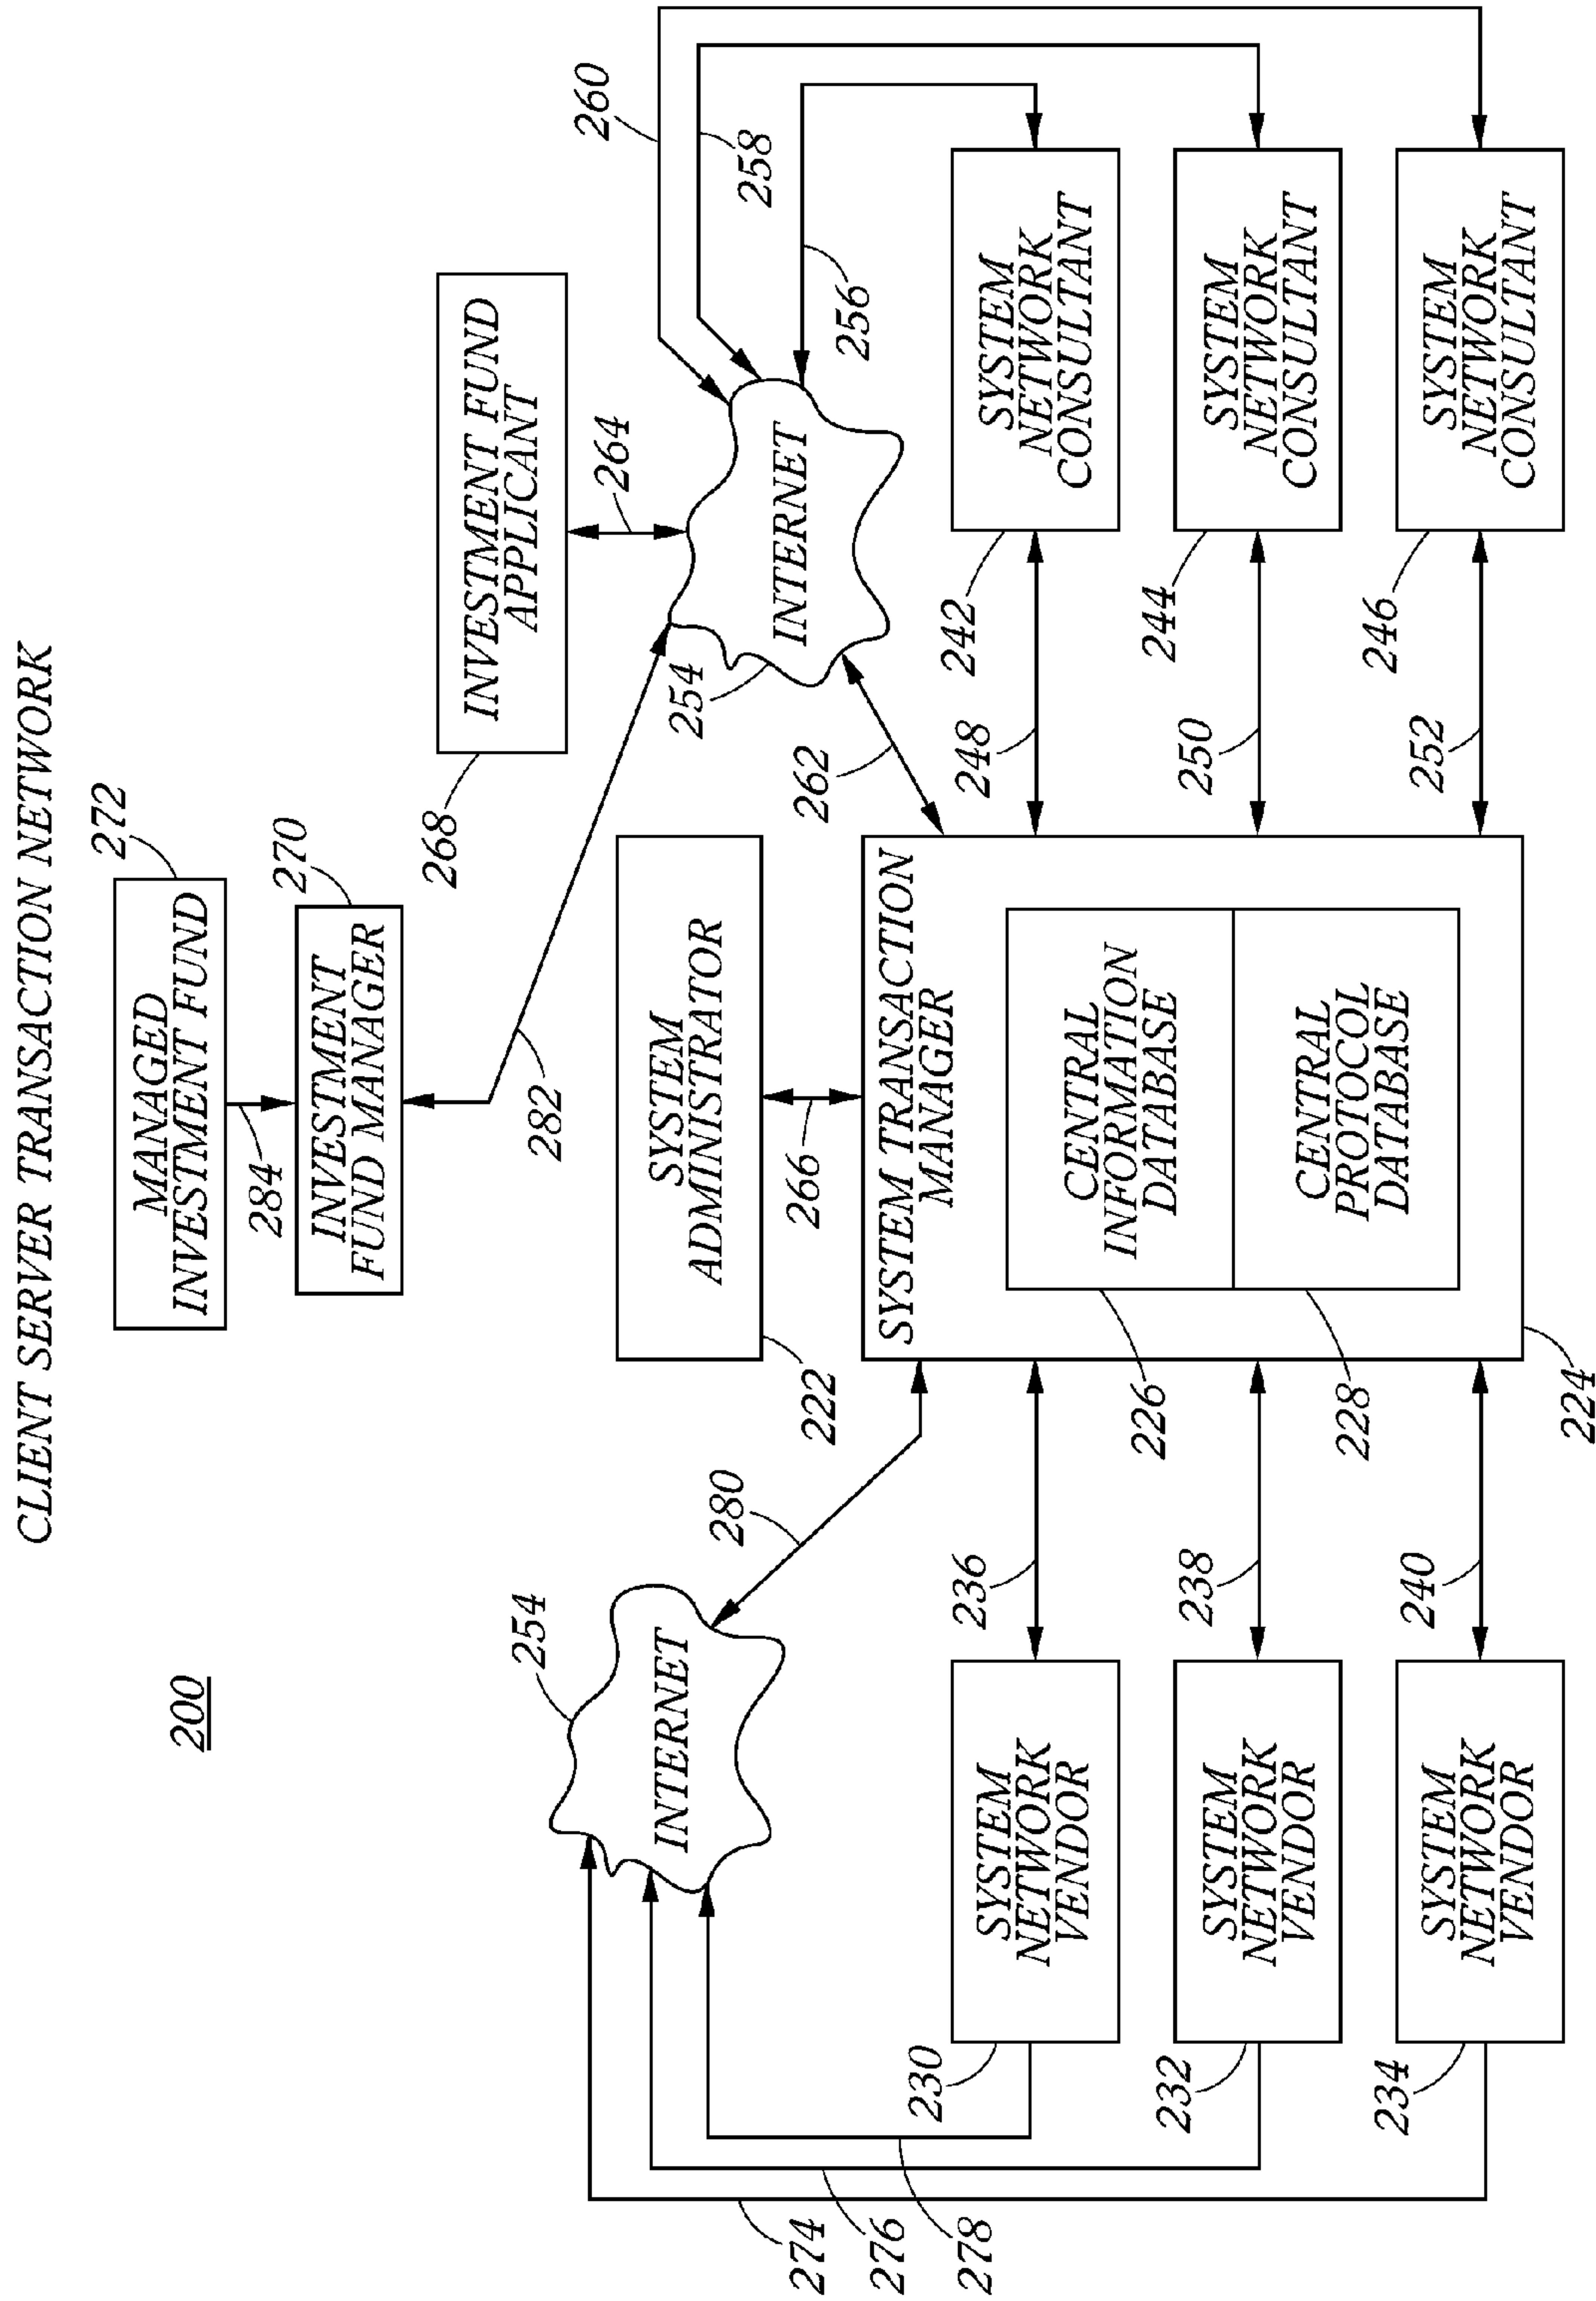 CLIENT SERVER TRANSACTION NETWORK
200
272
MANAGED
INVESTMENT FUND
284
270
INVESTMENT
FUND MANAGER
282
268
INVESTMENT FUND
APPLICANT
264
260
258
256
254
INTERNET
254
INTERNET
280
262
SYSTEM
ADMINISTRATOR
222
266
SYSTEM TRANSACTION
MANAGER
CENTRAL
INFORMATION
DATABASE
CENTRAL
PROTOCOL
DATABASE
226
228
224
236
238
240
248
250
252
230
SYSTEM
NETWORK
VENDOR
232
SYSTEM
NETWORK
VENDOR
234
SYSTEM
NETWORK
VENDOR
242
SYSTEM
NETWORK
CONSULTANT
244
SYSTEM
NETWORK
CONSULTANT
246
SYSTEM
NETWORK
CONSULTANT
274
276
278